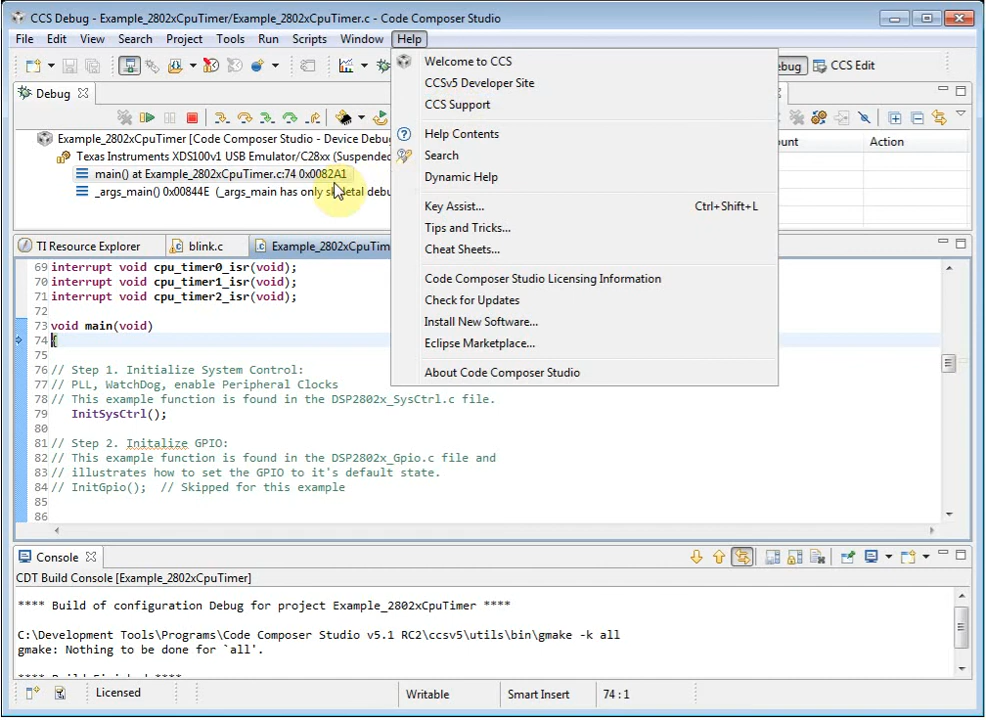 CCS Debug - Example_2802xCpuTimer/Example_2802xCpuTimer.c - Code Composer Studio
File Edit View Search Project Tools Run Scripts Window Help
CCS Edit
Debug
Welcome to CCS
CCSv5 Developer Site
CCS Support
Help Contents
Search
Dynamic Help
Key Assist... Ctrl+Shift+L
Tips and Tricks...
Cheat Sheets...
Code Composer Studio Licensing Information
Check for Updates
Install New Software...
Eclipse Marketplace...
About Code Composer Studio
Example_2802xCpuTimer [Code Composer Studio - Device Debug
Texas Instruments XDS100v1 USB Emulator/C28xx (Suspended
main() at Example_2802xCpuTimer.c:74 0x0082A1
_args_main() 0x00844E (_args_main has only skeletal debu
Action
TI Resource Explorer blink.c Example_2802xCpuTim
69 interrupt void cpu_timer0_isr(void);
70 interrupt void cpu_timer1_isr(void);
71 interrupt void cpu_timer2_isr(void);
72
73 void main(void)
74 {
75
76 // Step 1. Initialize System Control:
77 // PLL, WatchDog, enable Peripheral Clocks
78 // This example function is found in the DSP2802x_SysCtrl.c file.
79 InitSysCtrl();
80
81 // Step 2. Initalize GPIO:
82 // This example function is found in the DSP2802x_Gpio.c file and
83 // illustrates how to set the GPIO to it's default state.
84 // InitGpio(); // Skipped for this example
85
86
Console
CDT Build Console [Example_2802xCpuTimer]
**** Build of configuration Debug for project Example_2802xCpuTimer ****
C:\Development Tools\Programs\Code Composer Studio v5.1 RC2\ccsv5\utils\bin\gmake -k all
gmake: Nothing to be done for `all'.
Licensed Writable Smart Insert 74 : 1